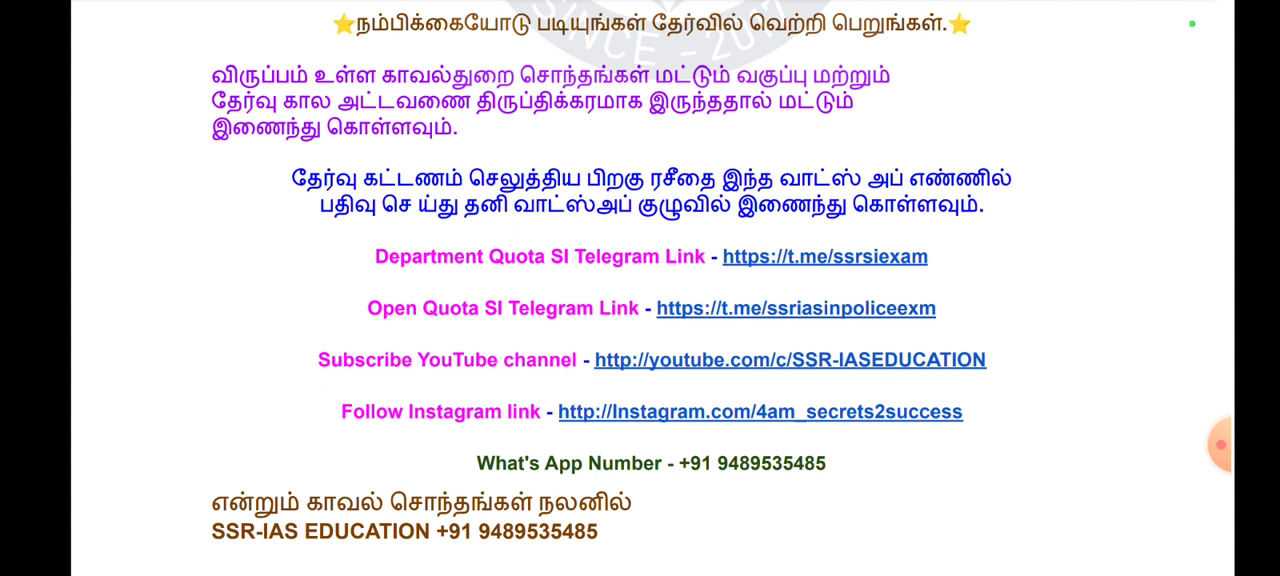 ⭐நம்பிக்கையோடு படியுங்கள் தேர்வில் வெற்றி பெறுங்கள்.⭐
SINCE - 2017
விருப்பம் உள்ள காவல்துறை சொந்தங்கள் மட்டும் வகுப்பு மற்றும்
தேர்வு கால அட்டவணை திருப்திக்கரமாக இருந்ததால் மட்டும்
இணைந்து கொள்ளவும்.
தேர்வு கட்டணம் செலுத்திய பிறகு ரசீதை இந்த வாட்ஸ் அப் எண்ணில்
பதிவு செ ய்து தனி வாட்ஸ்அப் குழுவில் இணைந்து கொள்ளவும்.
Department Quota SI Telegram Link - https://t.me/ssrsiexam
Open Quota SI Telegram Link - https://t.me/ssriasinpoliceexm
Subscribe YouTube channel - http://youtube.com/c/SSR-IASEDUCATION
Follow Instagram link - http://Instagram.com/4am_secrets2success
What's App Number - +91 9489535485
என்றும் காவல் சொந்தங்கள் நலனில்
SSR-IAS EDUCATION +91 9489535485